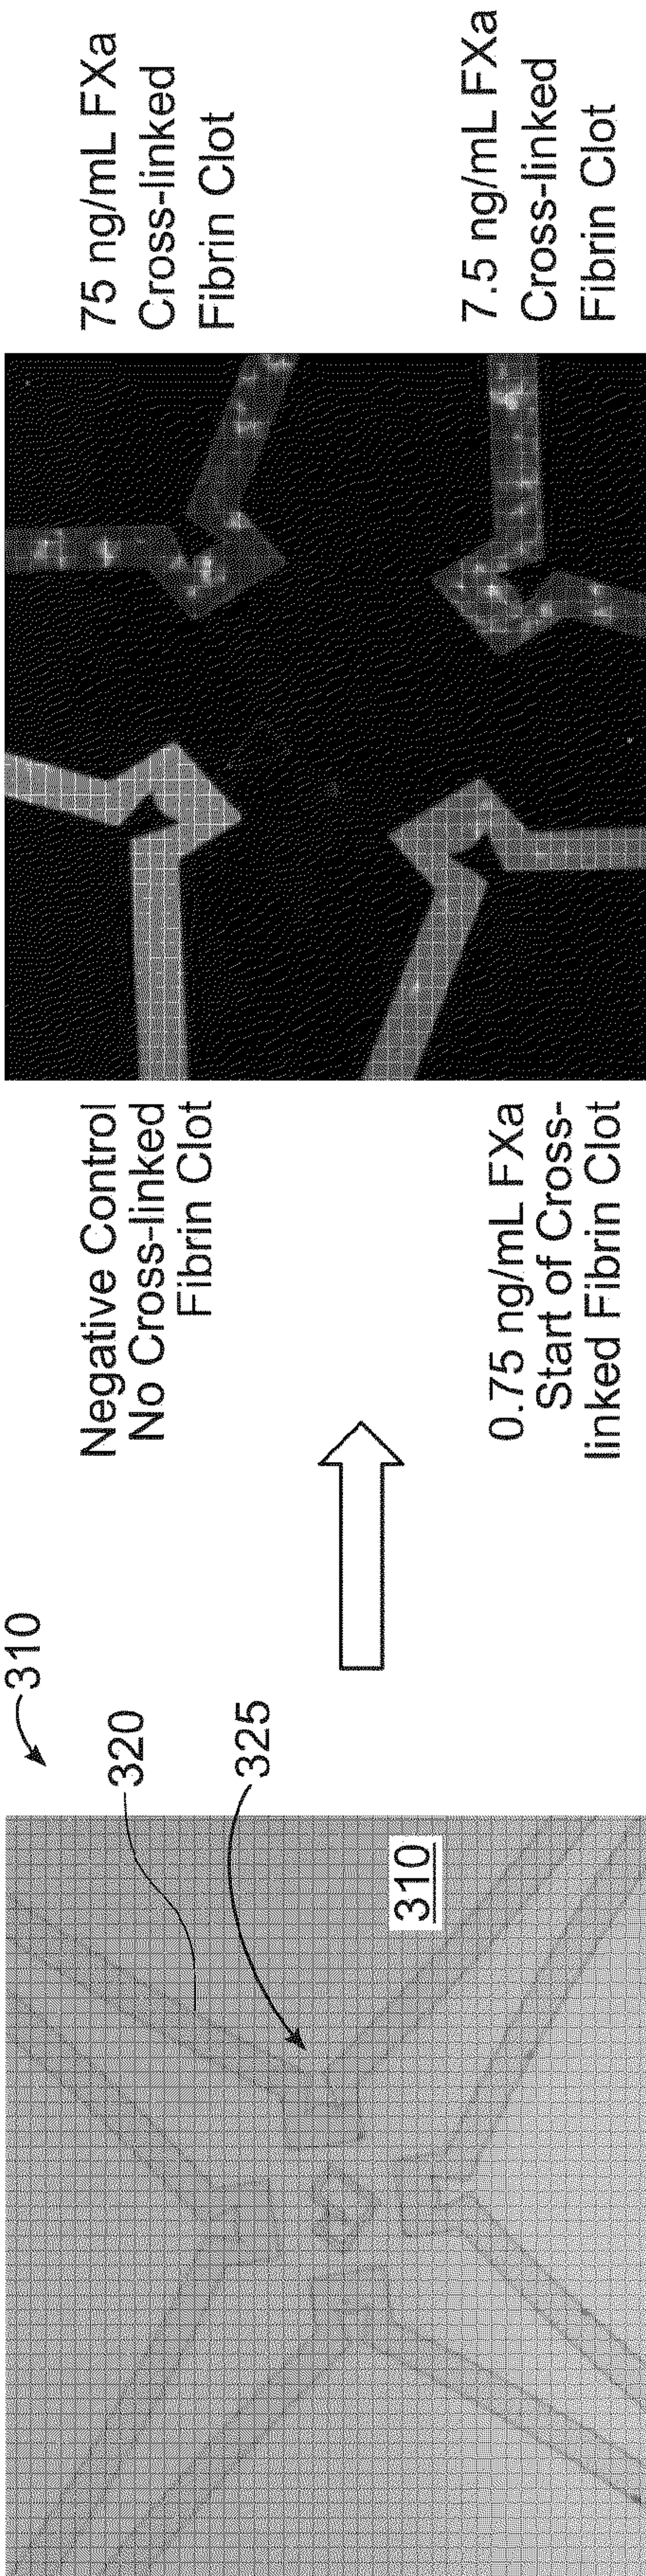 310
320
325
310
Negative Control
No Cross-linked
Fibrin Clot
0.75 ng/mL FXa
Start of Cross-
linked Fibrin Clot
75 ng/mL FXa
Cross-linked
Fibrin Clot
7.5 ng/mL FXa
Cross-linked
Fibrin Clot